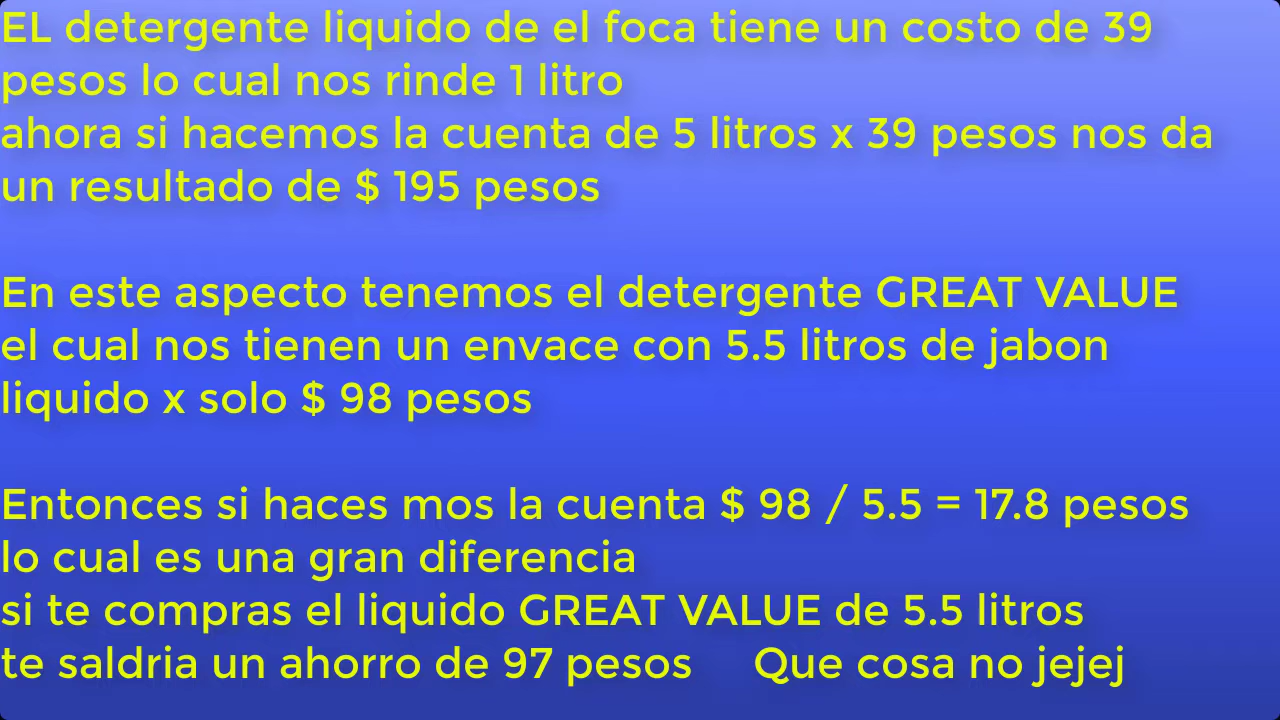 EL detergente liquido de el foca tiene un costo de 39
pesos lo cual nos rinde 1 litro
ahora si hacemos la cuenta de 5 litros x 39 pesos nos da
un resultado de $ 195 pesos
En este aspecto tenemos el detergente GREAT VALUE
el cual nos tienen un envace con 5.5 litros de jabon
liquido x solo $ 98 pesos
Entonces si haces mos la cuenta $ 98 / 5.5 = 17.8 pesos
lo cual es una gran diferencia
si te compras el liquido GREAT VALUE de 5.5 litros
te saldria un ahorro de 97 pesos Que cosa no jejej